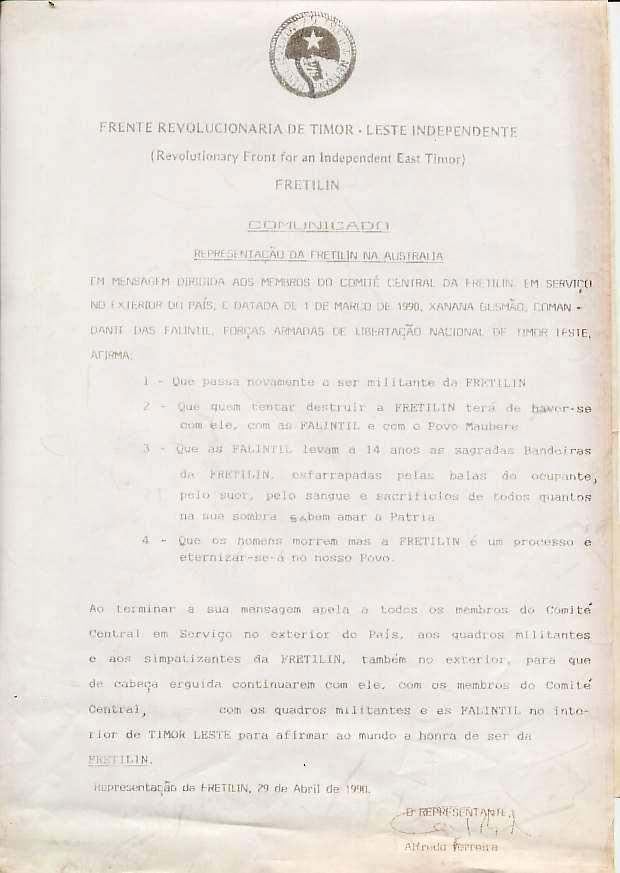 FRENTE REVOLUCIONARIA DE TIMOR - LESTE INDEPENDENTE
(Revolutionary Front for an Independent East Timor)
FRETILIN
COMUNICADO
REPRESENTAÇÃO DA FRETILIN NA AUSTRALIA
EM MENSAGEM DIRIGIDA AOS MEMBROS DO COMITÉ CENTRAL DA FRETILIN EM SERVIÇO
NO EXTERIOR DO PAÍS, E DATADA DE 1 DE MARCO DE 1990, XANANA GUSMÃO, COMAN -
DANTE DAS FALINTIL, FORÇAS ARMADAS DE LIBERTAÇÃO NACIONAL DE TIMOR LESTE,
AFIRMA:
1 - Que passa novamente a ser militante da FRETILIN
2 - Que quem tentar destruir a FRETILIN terá de haver-se
com ele, com as FALINTIL e com o Povo Maubere
3 - Que as FALINTIL levam a 14 anos as sagradas Bandeiras
da FRETILIN, esfarrapadas pelas balas do ocupante,
pelo suor, pelo sangue e sacrificios de todos quantos
na sua sombra sabem amar a Patria
4 - Que os homens morrem mas a FRETILIN é um processo e
eternizar-se-á no nosso Povo.
Ao terminar a sua mensagem apela a todos os membros do Comité
Central em Serviço no exterior do País, aos quadros militantes
e aos simpatizantes da FRETILIN, também no exterior, para que
de cabeça erguida continuarem com ele, com os membros do Comité
Central, com os quadros militantes e as FALINTIL no inte-
rior de TIMOR LESTE para afirmar ao mundo a honra de ser da
FRETILIN.
Representação da FRETILIN, 29 de Abril de 1990.
O REPRESENTANTE,
Alfredo Ferreira